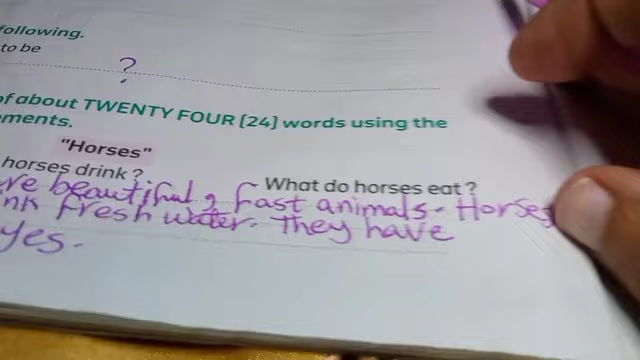 following.
to be
?
of about TWENTY FOUR (24) words using the
ments.
"Horses"
horses drink ? What do horses eat ?
re beautiful, fast animals. Horses
nk fresh water. They have
yes.